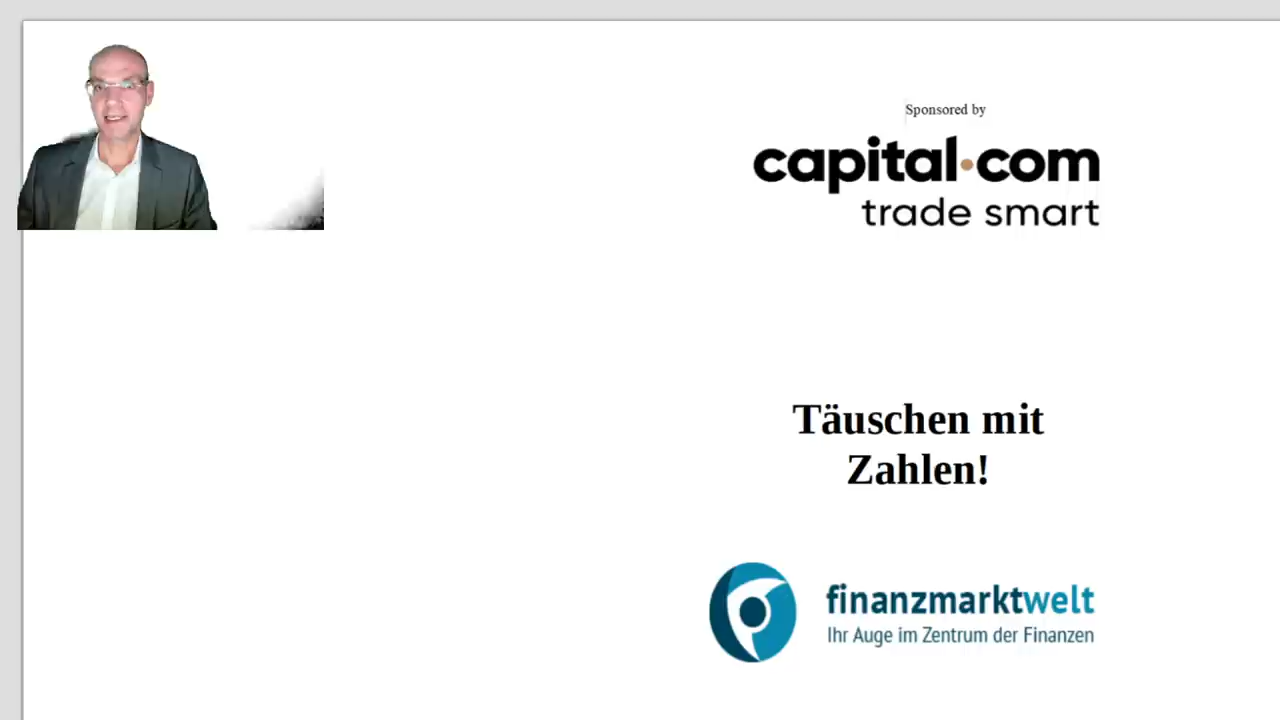 Sponsored by
capital.com
trade smart
Täuschen mit
Zahlen!
finanzmarktwelt
Ihr Auge im Zentrum der Finanzen